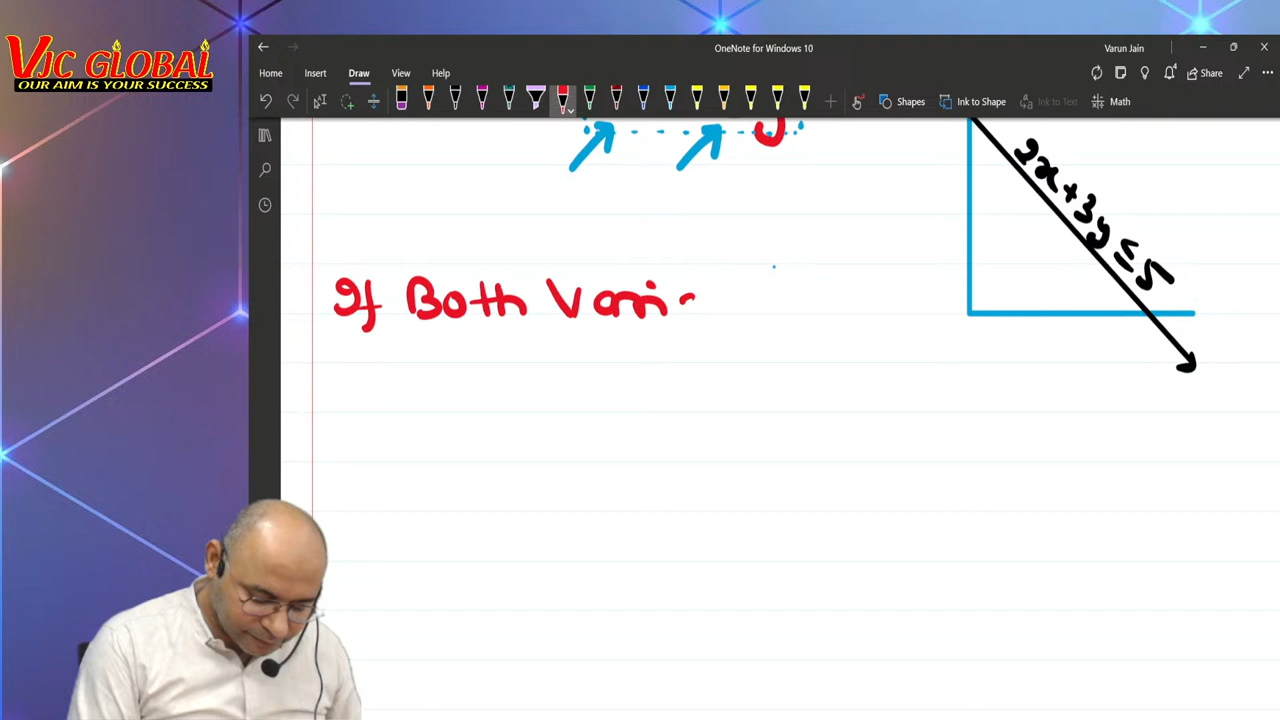 VJC GLOBAL
OUR AIM IS YOUR SUCCESS
OneNote for Windows 10
Varun Jain
Home Insert Draw View Help
Share
Shapes Ink to Shape Ink to Text Math
2x+3y≤5
If Both Vari